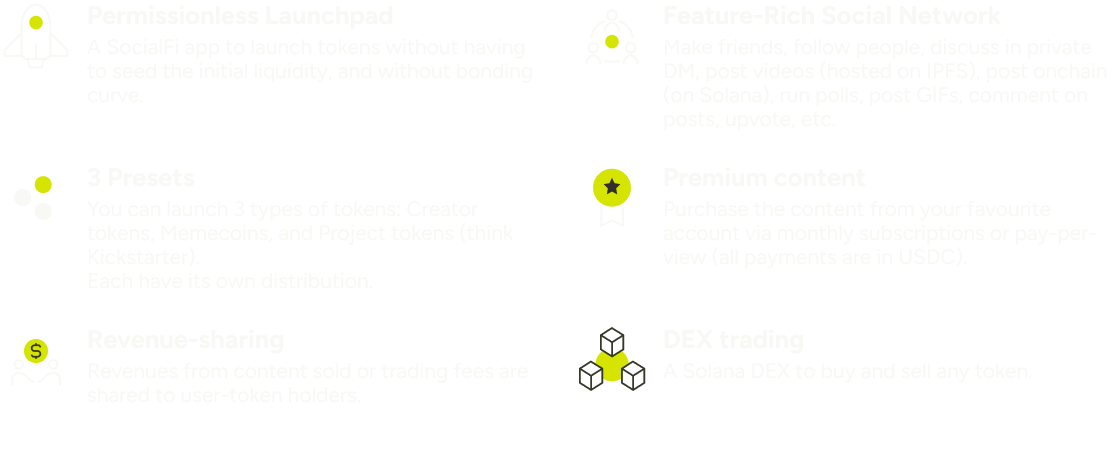 Permissionless Launchpad
A SocialFi app to launch tokens without having
to seed the initial liquidity, and without bonding
curve.
Feature-Rich Social Network
Make friends, follow people, discuss in private
DM, post videos (hosted on IPFS), post onchain
(on Solana), run polls, post GIFs, comment on
posts, upvote, etc.
3 Presets
You can launch 3 types of tokens: Creator
tokens, Memecoins, and Project tokens (think
Kickstarter).
Each have its own distribution.
Premium content
Purchase the content from your favourite
account via monthly subscriptions or pay-per-
view (all payments are in USDC).
Revenue-sharing
Revenues from content sold or trading fees are
shared to user-token holders.
DEX trading
A Solana DEX to buy and sell any token.